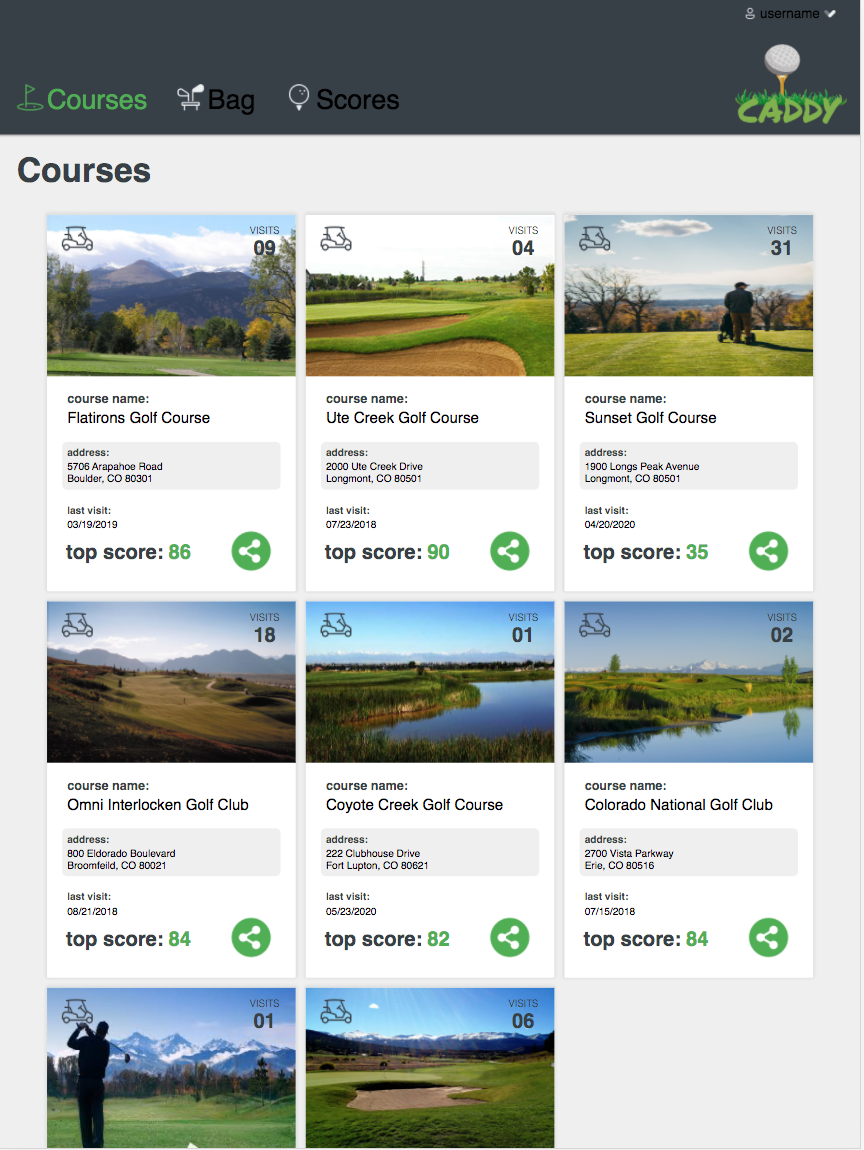 username
Courses
Bag
Scores
CADDY
Courses
VISITS
09
course name:
Flatirons Golf Course
address:
5706 Arapahoe Road
Boulder, CO 80301
last visit:
03/19/2019
top score: 86
VISITS
04
course name:
Ute Creek Golf Course
address:
2000 Ute Creek Drive
Longmont, CO 80501
last visit:
07/23/2018
top score: 90
VISITS
31
course name:
Sunset Golf Course
address:
1900 Longs Peak Avenue
Longmont, CO 80501
last visit:
04/20/2020
top score: 35
VISITS
18
course name:
Omni Interlocken Golf Club
address:
800 Eldorado Boulevard
Broomfeild, CO 80021
last visit:
08/21/2018
top score: 84
VISITS
01
course name:
Coyote Creek Golf Course
address:
222 Clubhouse Drive
Fort Lupton, CO 80621
last visit:
05/23/2020
top score: 82
VISITS
02
course name:
Colorado National Golf Club
address:
2700 Vista Parkway
Erie, CO 80516
last visit:
07/15/2018
top score: 84
VISITS
01
VISITS
06